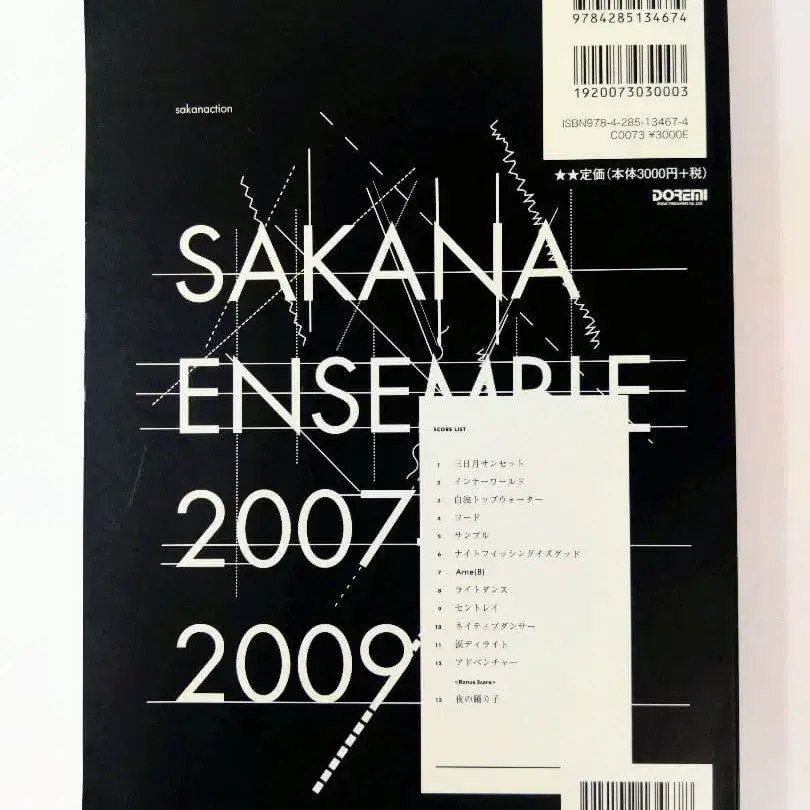 9784285134674
1920073030003
ISBN978-4-285-13467-4
C0073 ¥3000E
★★定価(本体3000円+税)
DOREMI
sakanaction
SAKANA
ENSEMBLE
2007-
2009
SCORE LIST
1 三日月サンセット
2 インナーワールド
3 白波トップウォーター
4 ワード
5 サンプル
6 ナイトフィッシングイズグッド
7 Ame(B)
8 ライトダンス
9 セントレイ
10 ネイティブダンサー
11 涙ディライト
12 アドベンチャー
<Bonus Score>
13 夜の踊り子